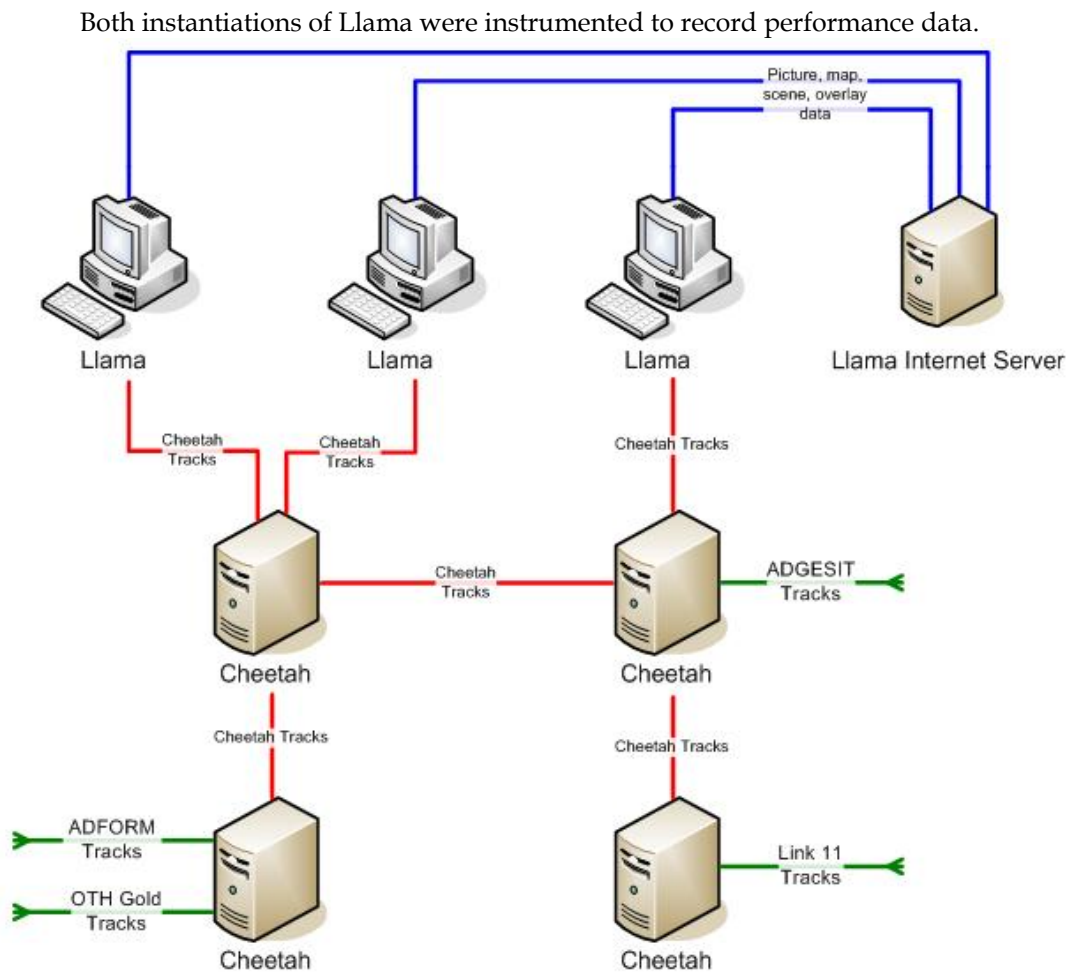 Both instantiations of Llama were instrumented to record performance data.
Picture, map,
scene, overlay
data
Llama
Llama
Llama
Llama Internet Server
Cheetah
Tracks
Cheetah
Tracks
Cheetah Tracks
Cheetah
Tracks
ADGESIT
Tracks
Cheetah
Cheetah
Cheetah Tracks
Cheetah Tracks
ADFORM
Tracks
OTH Gold
Tracks
Link 11
Tracks
Cheetah
Cheetah